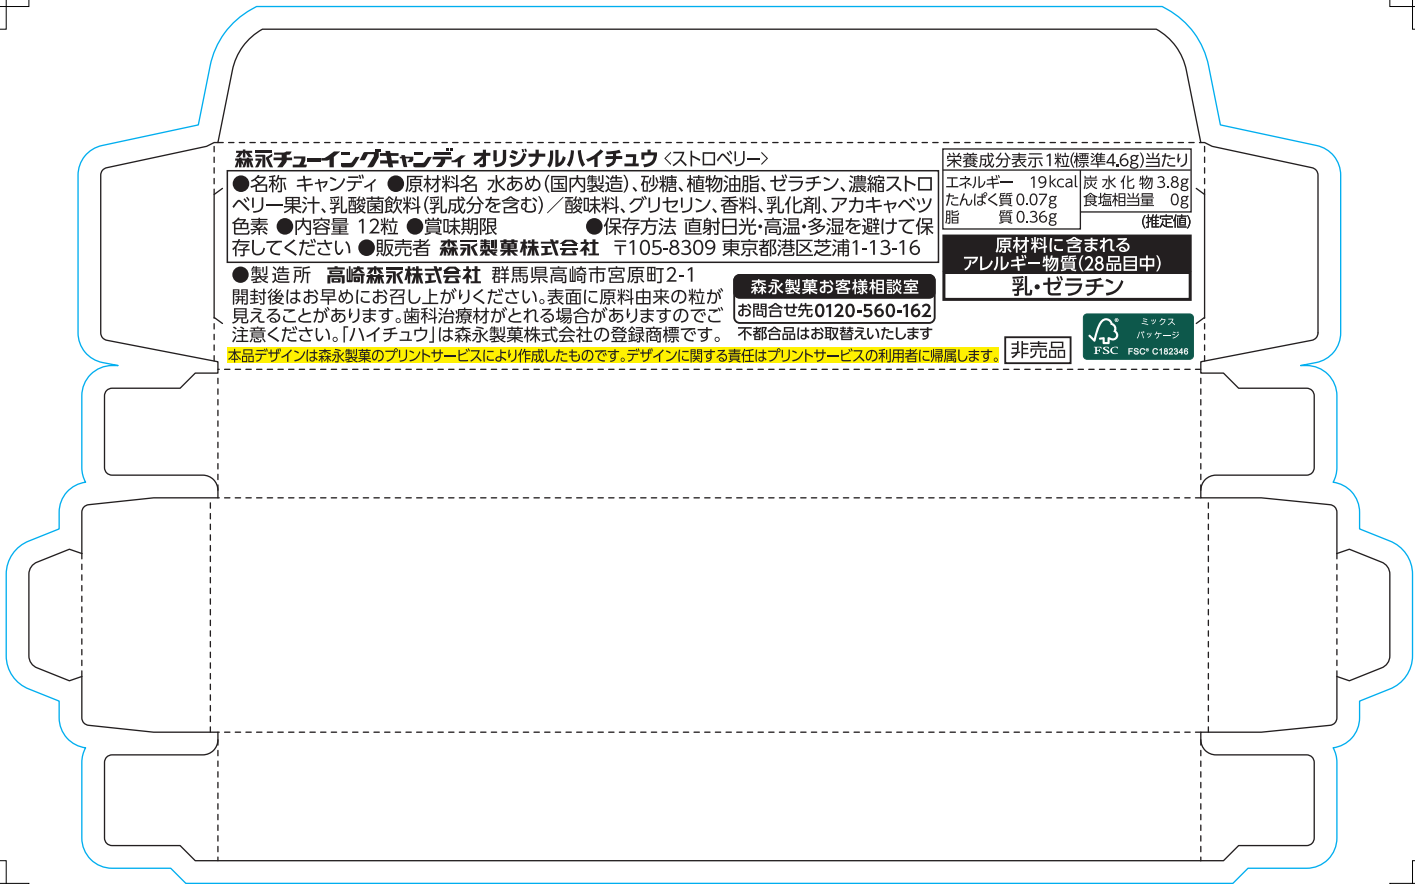 森永チューイングキャンディ オリジナルハイチュウ〈ストロベリー〉
●名称 キャンディ ●原材料名 水あめ(国内製造)、砂糖、植物油脂、ゼラチン、濃縮ストロ
ベリー果汁、乳酸菌飲料(乳成分を含む)／酸味料、グリセリン、香料、乳化剤、アカキャベツ
色素 ●内容量 12粒 ●賞味期限 ●保存方法 直射日光・高温・多湿を避けて保
存してください ●販売者 森永製菓株式会社 〒105-8309 東京都港区芝浦1-13-16
●製造所 高崎森永株式会社 群馬県高崎市宮原町2-1
開封後はお早めにお召し上がりください。表面に原料由来の粒が
見えることがあります。歯科治療材がとれる場合がありますのでご
注意ください。「ハイチュウ」は森永製菓株式会社の登録商標です。
森永製菓お客様相談室
お問合せ先0120-560-162
不都合品はお取替えいたします
本品デザインは森永製菓のプリントサービスにより作成したものです。デザインに関する責任はプリントサービスの利用者に帰属します。
非売品
栄養成分表示1粒(標準4.6g)当たり
エネルギー 19kcal 炭水化物 3.8g
たんぱく質 0.07g 食塩相当量 0g
脂質 0.36g (推定値)
原材料に含まれる
アレルギー物質(28品目中)
乳・ゼラチン
ミックス
パッケージ
FSC® C182346
FSC